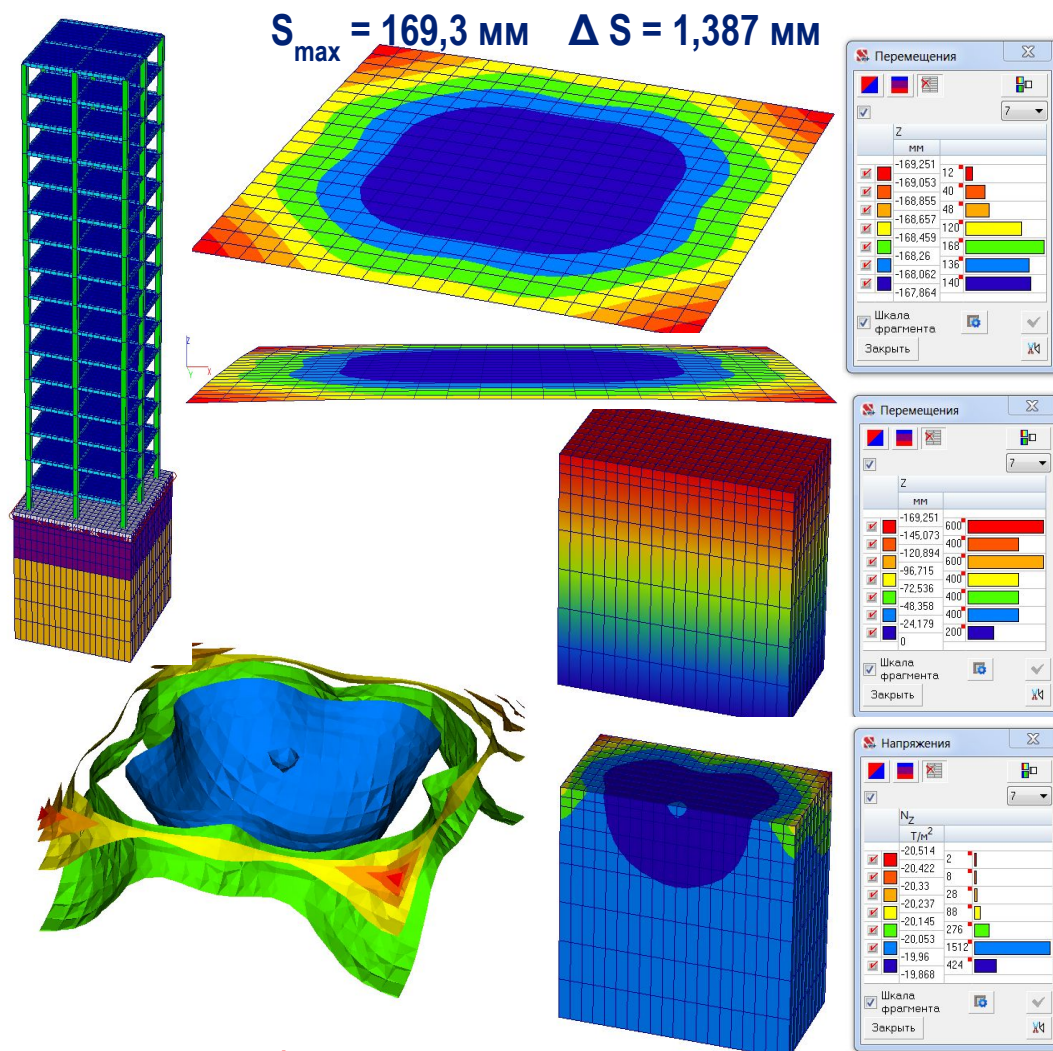 Smax = 169,3 мм Δ S = 1,387 мм
Перемещения
7
Z
мм
-169,251
12
-169,053
40
-168,855
48
-168,657
120
-168,459
168
-168,26
136
-168,062
140
-167,864
Шкала
фрагмента
Закрыть
Z
Y
X
Перемещения
7
Z
мм
-169,251
600
-145,073
400
-120,894
600
-96,715
400
-72,536
400
-48,358
400
-24,179
200
0
Шкала
фрагмента
Закрыть
Напряжения
7
NZ
Т/м2
-20,514
2
-20,422
8
-20,33
28
-20,237
88
-20,145
276
-20,053
1512
-19,96
424
-19,868
Шкала
фрагмента
Закрыть